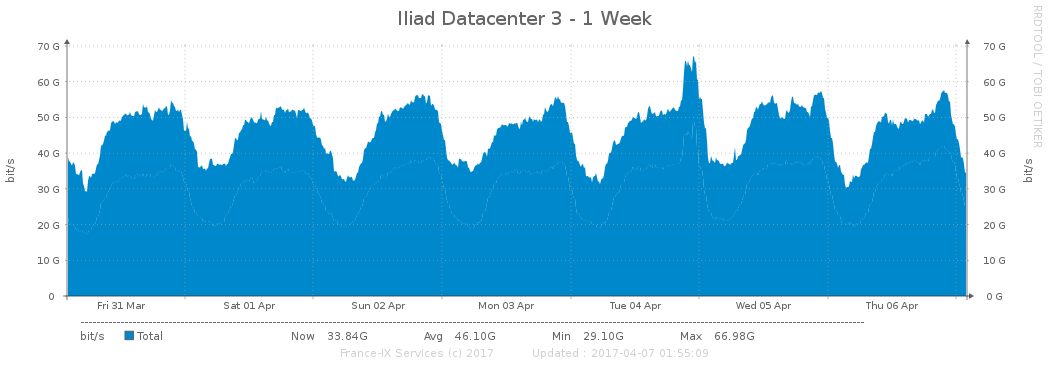 Iliad Datacenter 3 - 1 Week
RRDTOOL / TOBI OETIKER
bit/s
70 G
60 G
50 G
40 G
30 G
20 G
10 G
0
70 G
60 G
50 G
40 G
30 G
20 G
10 G
0 G
bit/s
Fri 31 Mar Sat 01 Apr Sun 02 Apr Mon 03 Apr Tue 04 Apr Wed 05 Apr Thu 06 Apr
bit/s Total Now 33.84G Avg 46.10G Min 29.10G Max 66.98G
France-IX Services (c) 2017 Updated : 2017-04-07 01:55:09